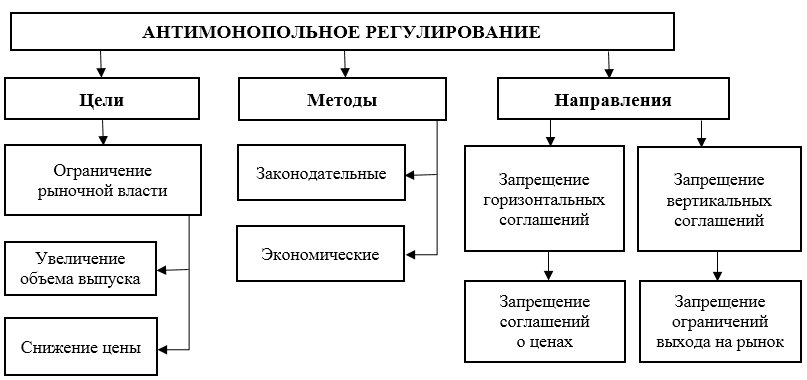 АНТИМОНОПОЛЬНОЕ РЕГУЛИРОВАНИЕ
Цели
Методы
Направления
Ограничение
рыночной власти
Увеличение
объема выпуска
Снижение цены
Законодательные
Экономические
Запрещение
горизонтальных
соглашений
Запрещение
вертикальных
соглашений
Запрещение
соглашений
о ценах
Запрещение
ограничений
выхода на рынок